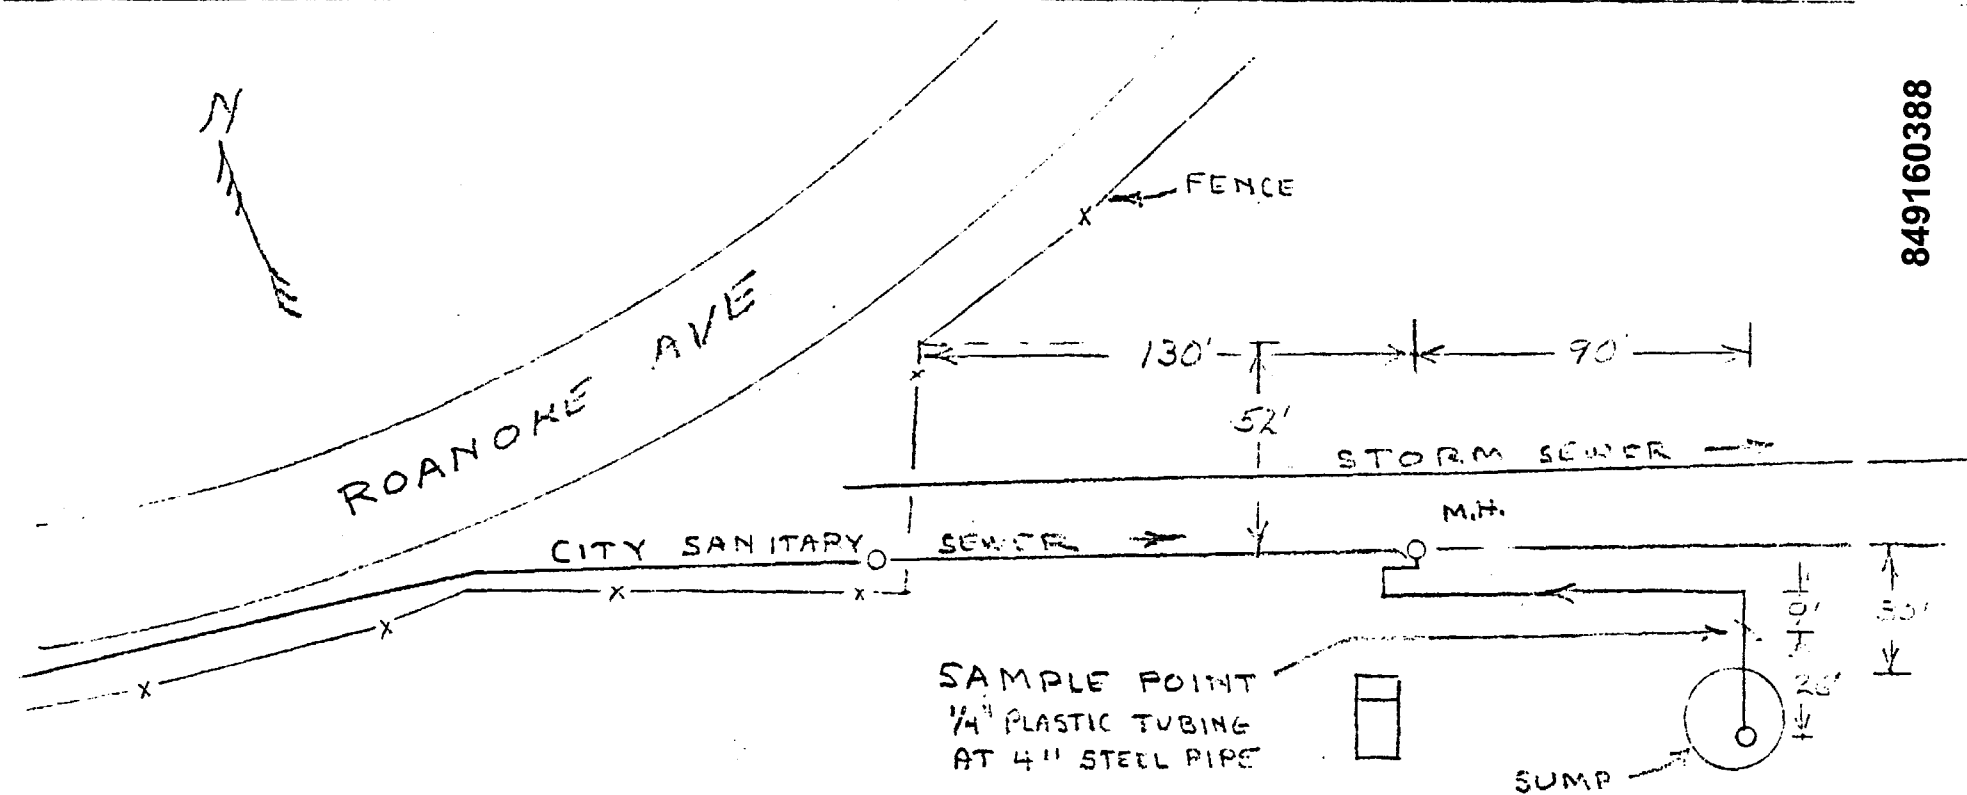 N
849160388
FENCE
ROANOKE AVE
130'
90'
52'
STORM SEWER
M.H.
CITY SANITARY SEWER
SAMPLE POINT
1/4" PLASTIC TUBING
AT 4" STEEL PIPE
SUMP